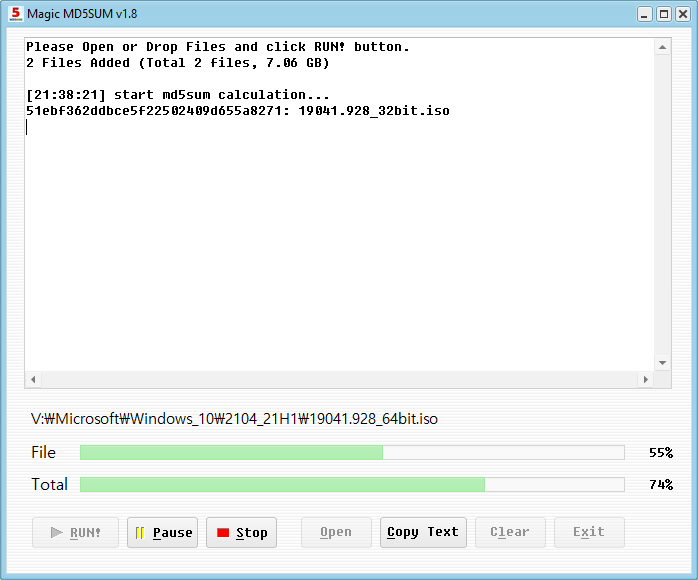 5 Magic MD5SUM v1.8
Please Open or Drop Files and click RUN! button.
2 Files Added (Total 2 files, 7.06 GB)
[21:38:21] start md5sum calculation...
51ebf362ddbce5f22502409d655a8271: 19041.928_32bit.iso
V:₩Microsoft₩Windows_10₩2104_21H1₩19041.928_64bit.iso
File 55%
Total 74%
RUN! Pause Stop Open Copy Text Clear Exit